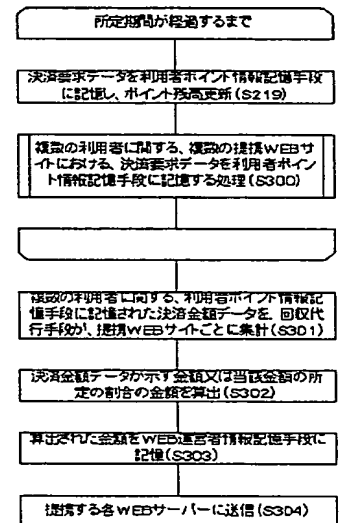 所定期間が経過するまで
決済要求データを利用者ポイント情報記憶手段
に記憶し、ポイント残高更新(S219)
複数の利用者に関する、複数の提携WEBサ
イトにおける、決済要求データを利用者ポイン
ト情報記憶手段に記憶する処理(S300)
複数の利用者に関する、利用者ポイント情報記
憶手段に記憶された決済金額データを、回収代
行手段が、提携WEBサイトごとに集計(S301)
決済金額データが示す金額又は当該金額の所
定の割合の金額を算出(S302)
算出された金額をWEB運営者情報記憶手段に
記憶(S303)
提携する各WEBサーバーに送信(S304)